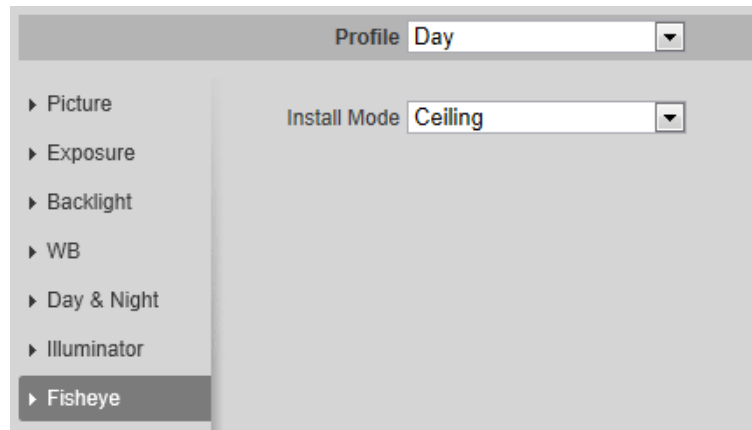 Profile Day
Picture
Install Mode Ceiling
Exposure
Backlight
WB
Day & Night
Illuminator
Fisheye